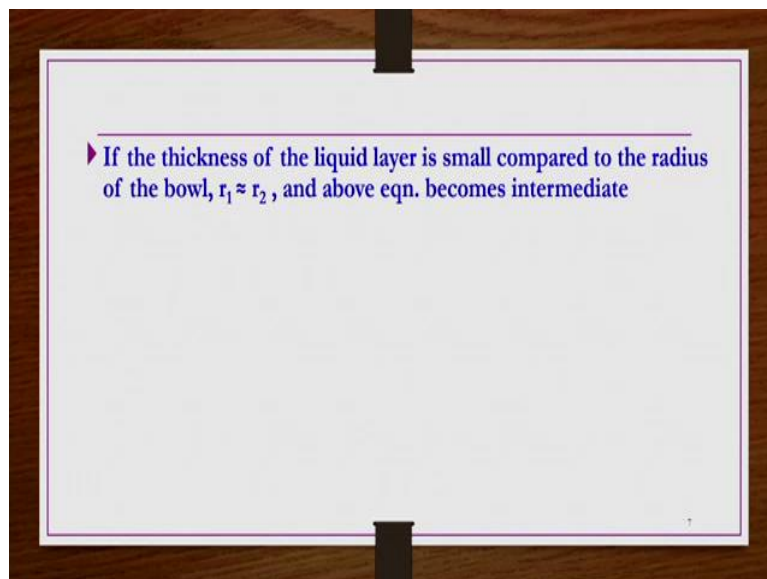 If the thickness of the liquid layer is small compared to the radius
of the bowl, r₁ ≈ r₂ , and above eqn. becomes intermediate
7